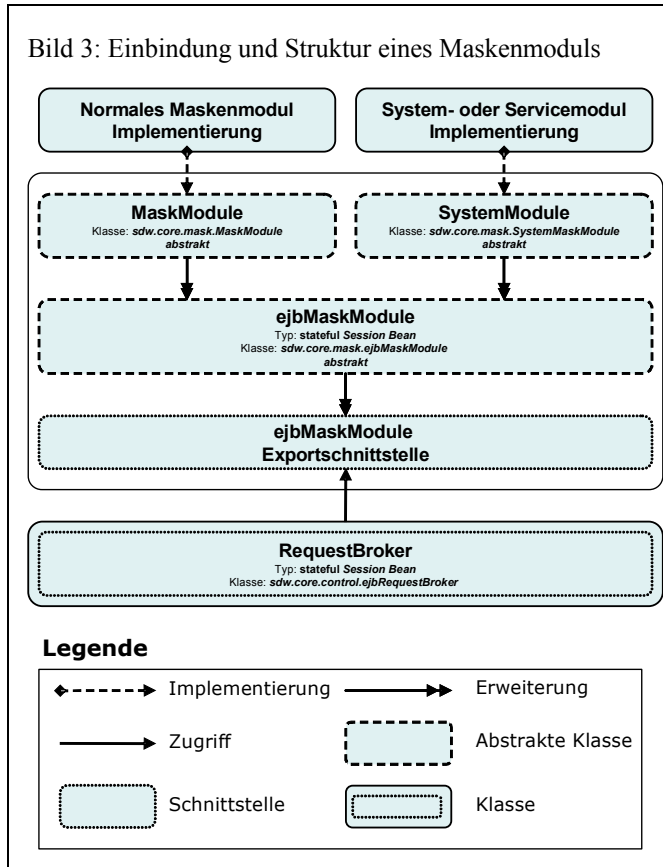 Bild 3: Einbindung und Struktur eines Maskenmoduls
Normales Maskenmodul
Implementierung
System- oder Servicemodul
Implementierung
MaskModule
Klasse: sdw.core.mask.MaskModule
abstrakt
SystemModule
Klasse: sdw.core.mask.SystemMaskModule
abstrakt
ejbMaskModule
Typ: stateful Session Bean
Klasse: sdw.core.mask.ejbMaskModule
abstrakt
ejbMaskModule
Exportschnittstelle
RequestBroker
Typ: stateful Session Bean
Klasse: sdw.core.control.ejbRequestBroker
Legende
Implementierung
Erweiterung
Zugriff
Abstrakte Klasse
Schnittstelle
Klasse